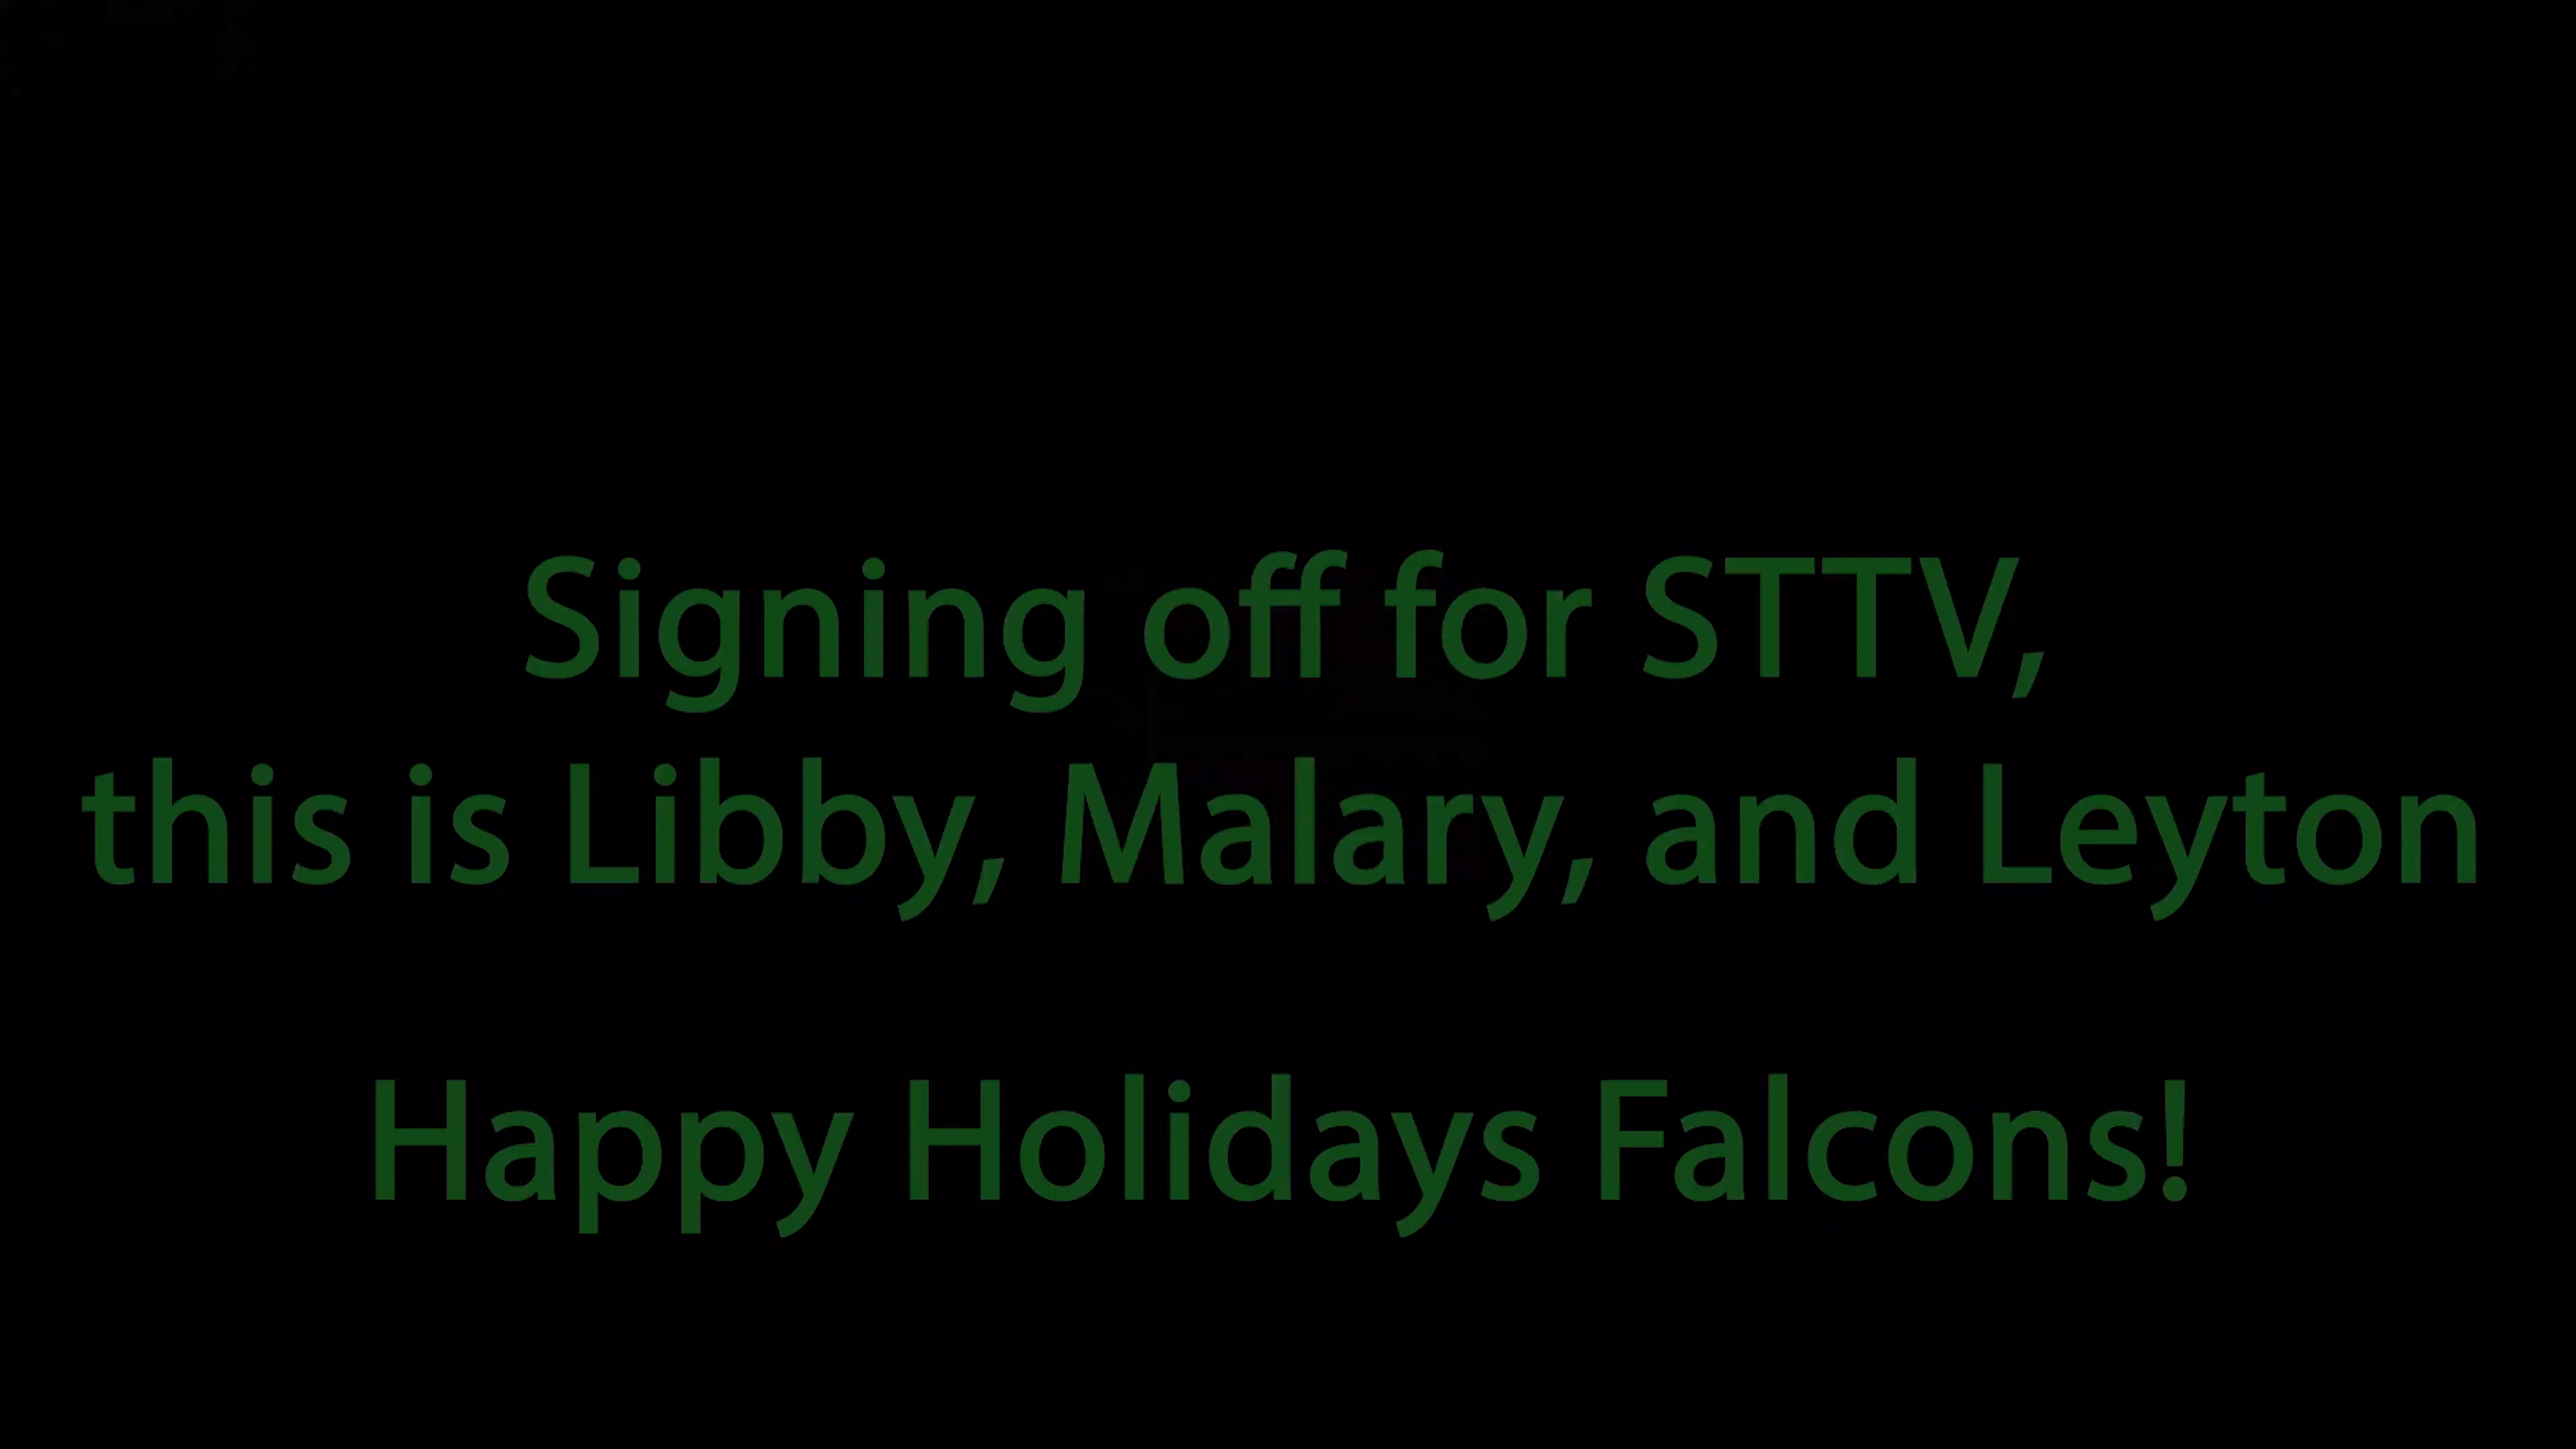 Signing off for STTV,
this is Libby, Malary, and Leyton
Happy Holidays Falcons!